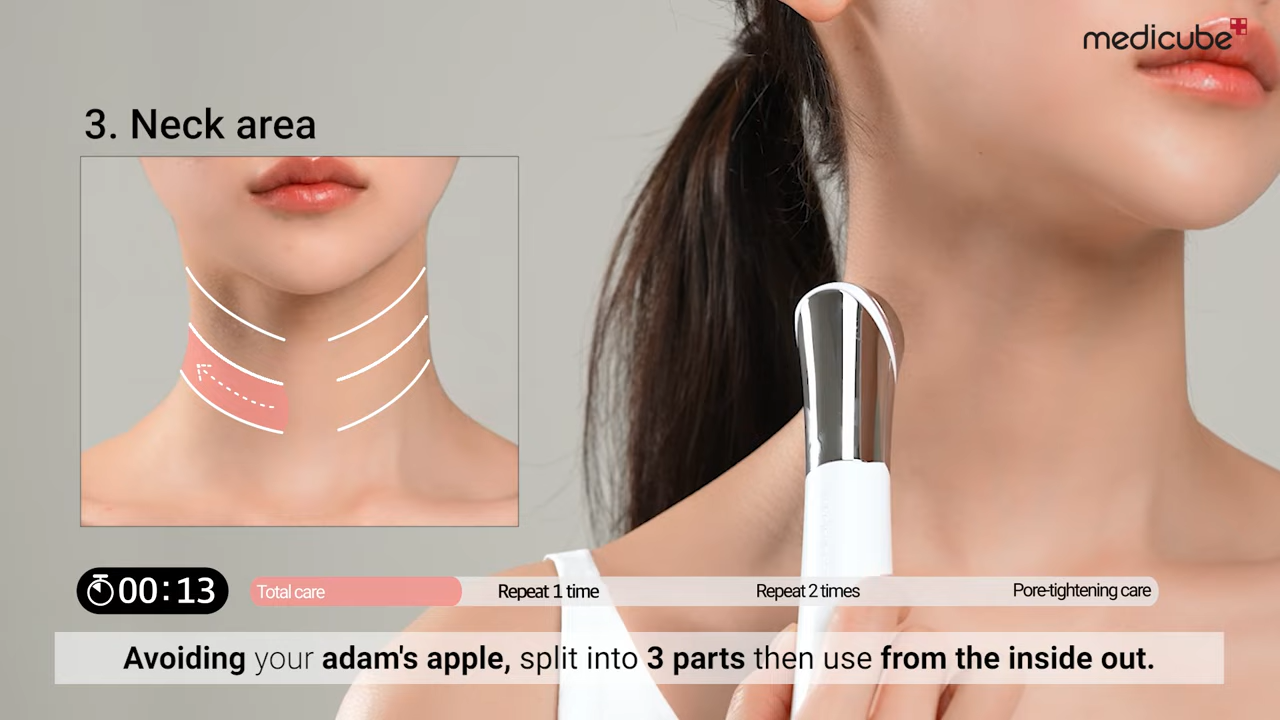 medicube
3. Neck area
00:13
Total care
Repeat 1 time
Repeat 2 times
Pore-tightening care
Avoiding your adam's apple, split into 3 parts then use from the inside out.